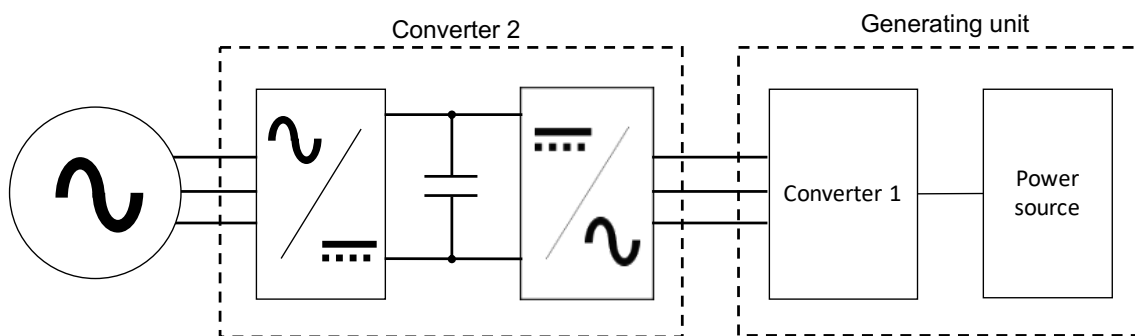 Converter 2
Generating unit
Converter 1
Power
source